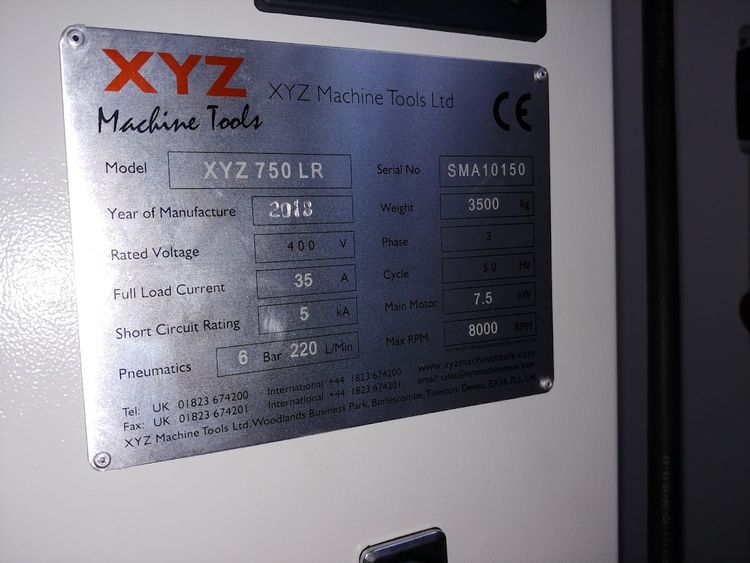 XYZ
Machine Tools
XYZ Machine Tools Ltd
CE
Model XYZ 750 LR Serial No SMA10150
Year of Manufacture 2018 Weight 3500 kg
Rated Voltage 400 V Phase 3
Full Load Current 35 A Cycle 50 Hz
Short Circuit Rating 5 kA Main Motor 7.5 kW
Pneumatics 6 Bar 220 L/Min Max RPM 8000 RPM
Tel: UK 01823 674200 International +44 1823 674200 www.xyzmachinetools.com
Fax: UK 01823 674201 International +44 1823 674201 email: sales@xyzmachinetools.com
XYZ Machine Tools Ltd. Woodlands Business Park, Burlescombe, Tiverton, Devon, EX16 7LL, UK